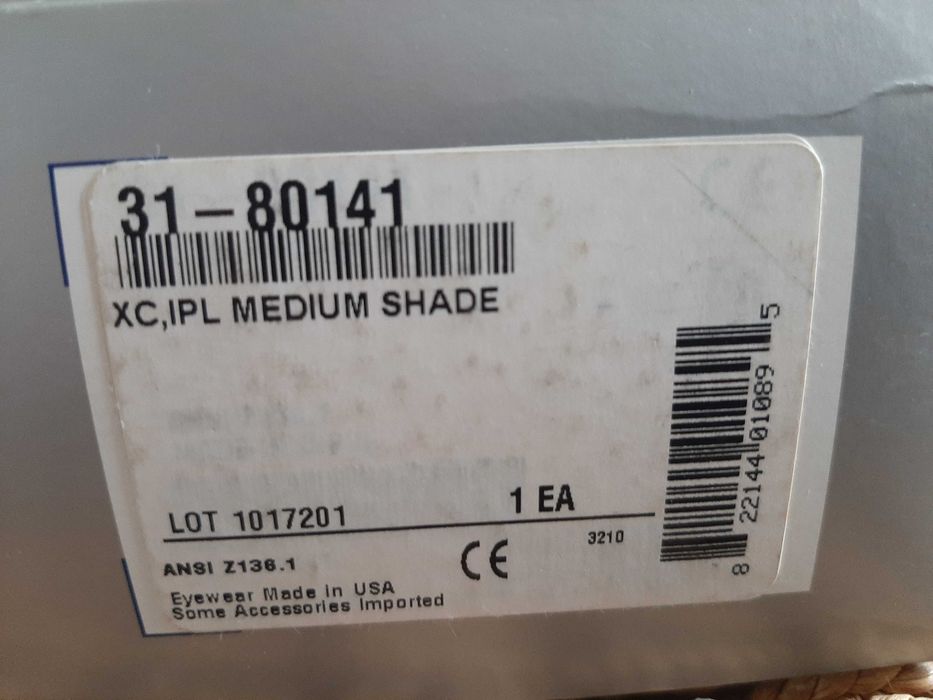 31-80141
XC,IPL MEDIUM SHADE
LOT 1017201
1 EA
ANSI Z136.1
CE
3210
Eyewear Made in USA
Some Accessories Imported
8 22144 01089 5